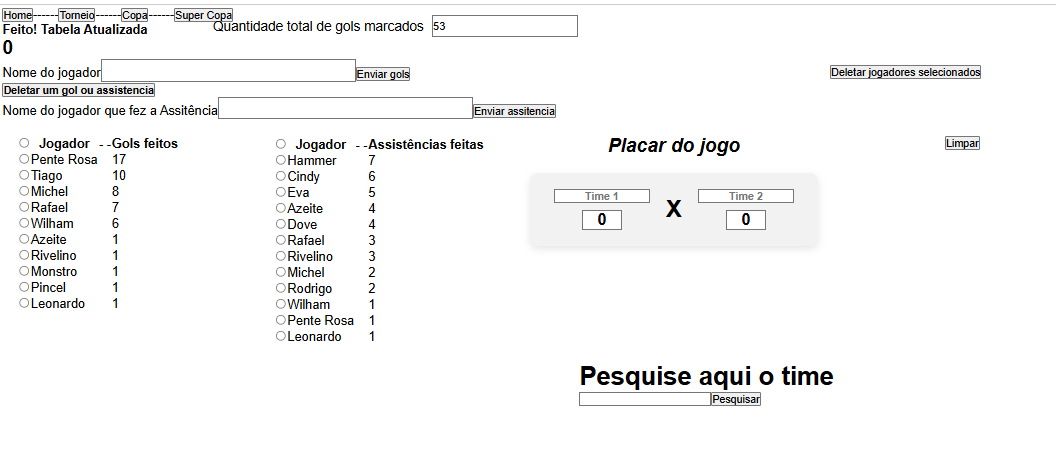 Home------Torneio------Copa------Super Copa
Feito! Tabela Atualizada
Quantidade total de gols marcados 53
0
Nome do jogador Enviar gols
Deletar jogadores selecionados
Deletar um gol ou assistencia
Nome do jogador que fez a Assitência Enviar assitencia
Jogador - -Gols feitos
Pente Rosa 17
Tiago 10
Michel 8
Rafael 7
Wilham 6
Azeite 1
Rivelino 1
Monstro 1
Pincel 1
Leonardo 1
Jogador - -Assistências feitas
Hammer 7
Cindy 6
Eva 5
Azeite 4
Dove 4
Rafael 3
Rivelino 3
Michel 2
Rodrigo 2
Wilham 1
Pente Rosa 1
Leonardo 1
Placar do jogo
Limpar
Time 1 X Time 2
0 0
Pesquise aqui o time
Pesquisar